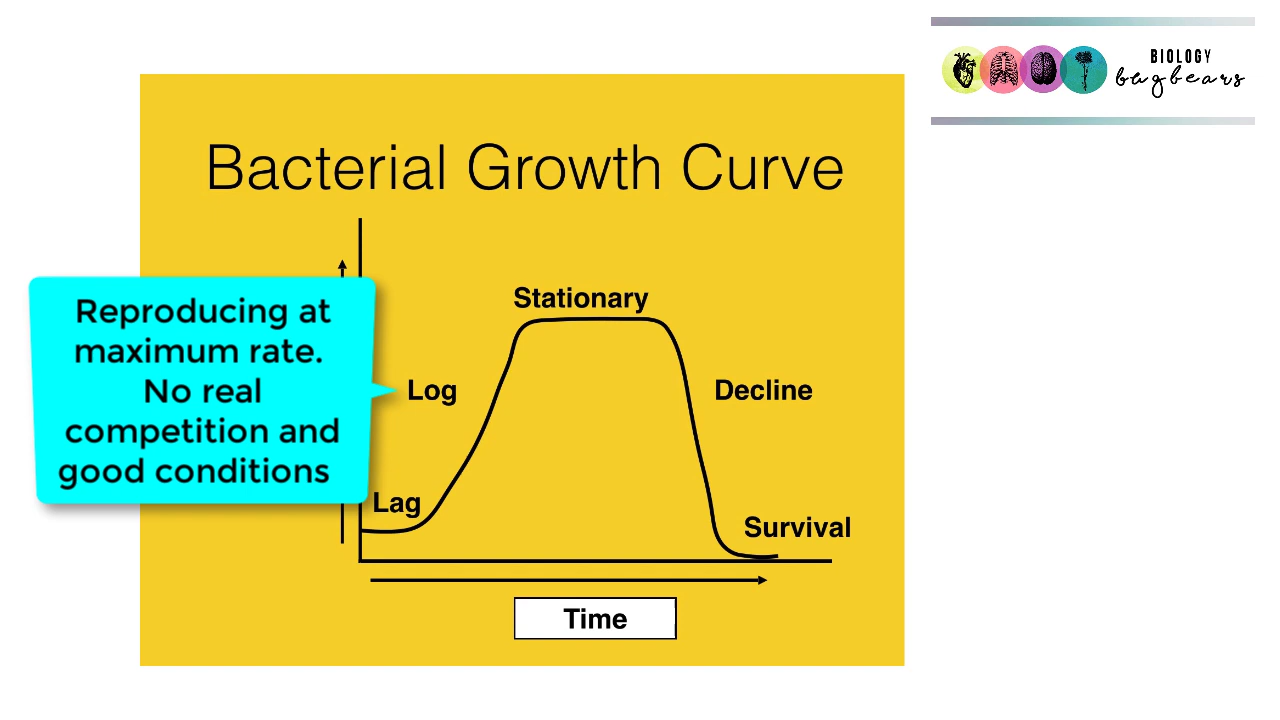 BIOLOGY
bugbears
Bacterial Growth Curve
Reproducing at
maximum rate.
No real
competition and
good conditions
Stationary
Log
Decline
Lag
Survival
Time